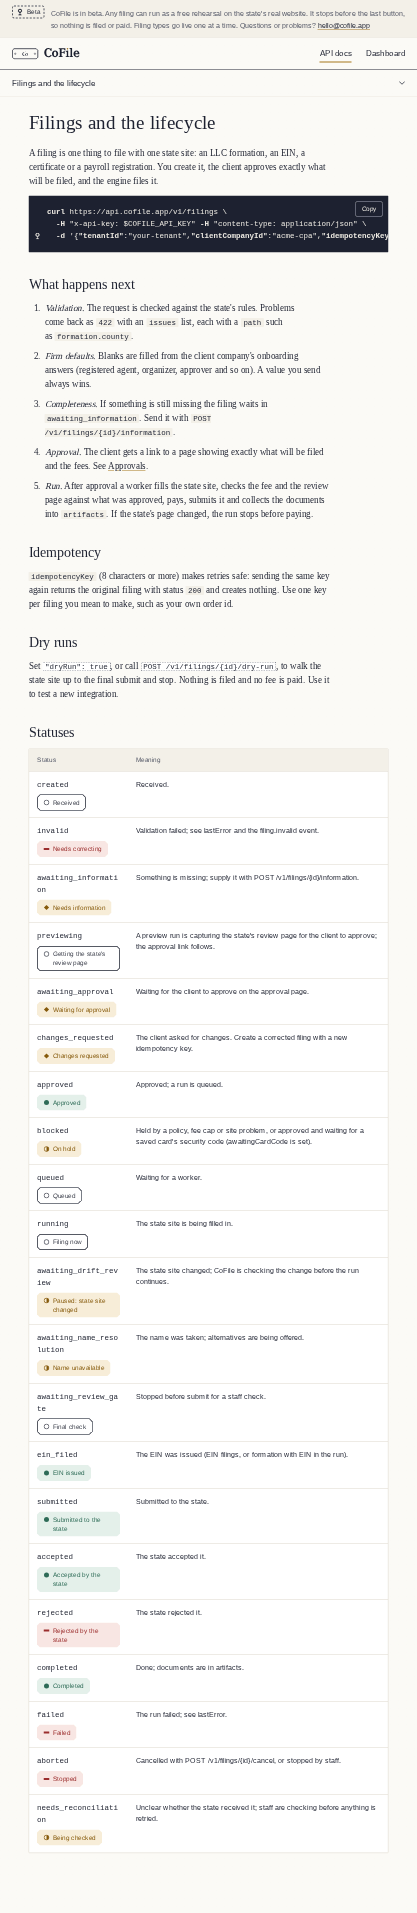 Beta
CoFile is in beta. Any filing can run as a free rehearsal on the state's real website. It stops before the last button,
so nothing is filed or paid. Filing types go live one at a time. Questions or problems? hello@cofile.app
Co CoFile
API docs Dashboard
Filings and the lifecycle
Filings and the lifecycle
A filing is one thing to file with one state site: an LLC formation, an EIN, a
certificate or a payroll registration. You create it, the client approves exactly what
will be filed, and the engine files it.
Copy
curl https://api.cofile.app/v1/filings \
-H "x-api-key: $COFILE_API_KEY" -H "content-type: application/json" \
-d '{"tenantId":"your-tenant","clientCompanyId":"acme-cpa","idempotencyKey
What happens next
1. Validation. The request is checked against the state's rules. Problems
come back as 422 with an issues list, each with a path such
as formation.county.
2. Firm defaults. Blanks are filled from the client company's onboarding
answers (registered agent, organizer, approver and so on). A value you send
always wins.
3. Completeness. If something is still missing the filing waits in
awaiting_information. Send it with POST
/v1/filings/{id}/information.
4. Approval. The client gets a link to a page showing exactly what will be filed
and the fees. See Approvals.
5. Run. After approval a worker fills the state site, checks the fee and the review
page against what was approved, pays, submits it and collects the documents
into artifacts. If the state's page changed, the run stops before paying.
Idempotency
idempotencyKey (8 characters or more) makes retries safe: sending the same key
again returns the original filing with status 200 and creates nothing. Use one key
per filing you mean to make, such as your own order id.
Dry runs
Set "dryRun": true, or call POST /v1/filings/{id}/dry-run, to walk the
state site up to the final submit and stop. Nothing is filed and no fee is paid. Use it
to test a new integration.
Statuses
Status Meaning
created Received.
Received
invalid Validation failed; see lastError and the filing.invalid event.
Needs correcting
awaiting_informati Something is missing; supply it with POST /v1/filings/{id}/information.
on
Needs information
previewing A preview run is capturing the state's review page for the client to approve;
the approval link follows.
Getting the state's
review page
awaiting_approval Waiting for the client to approve on the approval page.
Waiting for approval
changes_requested The client asked for changes. Create a corrected filing with a new
idempotency key.
Changes requested
approved Approved; a run is queued.
Approved
blocked Held by a policy, fee cap or site problem, or approved and waiting for a
saved card's security code (awaitingCardCode is set).
On hold
queued Waiting for a worker.
Queued
running The state site is being filled in.
Filing now
awaiting_drift_rev The state site changed; CoFile is checking the change before the run
iew continues.
Paused: state site
changed
awaiting_name_reso The name was taken; alternatives are being offered.
lution
Name unavailable
awaiting_review_ga Stopped before submit for a staff check.
te
Final check
ein_filed The EIN was issued (EIN filings, or formation with EIN in the run).
EIN issued
submitted Submitted to the state.
Submitted to the
state
accepted The state accepted it.
Accepted by the
state
rejected The state rejected it.
Rejected by the
state
completed Done; documents are in artifacts.
Completed
failed The run failed; see lastError.
Failed
aborted Cancelled with POST /v1/filings/{id}/cancel, or stopped by staff.
Stopped
needs_reconciliati Unclear whether the state received it; staff are checking before anything is
on retried.
Being checked